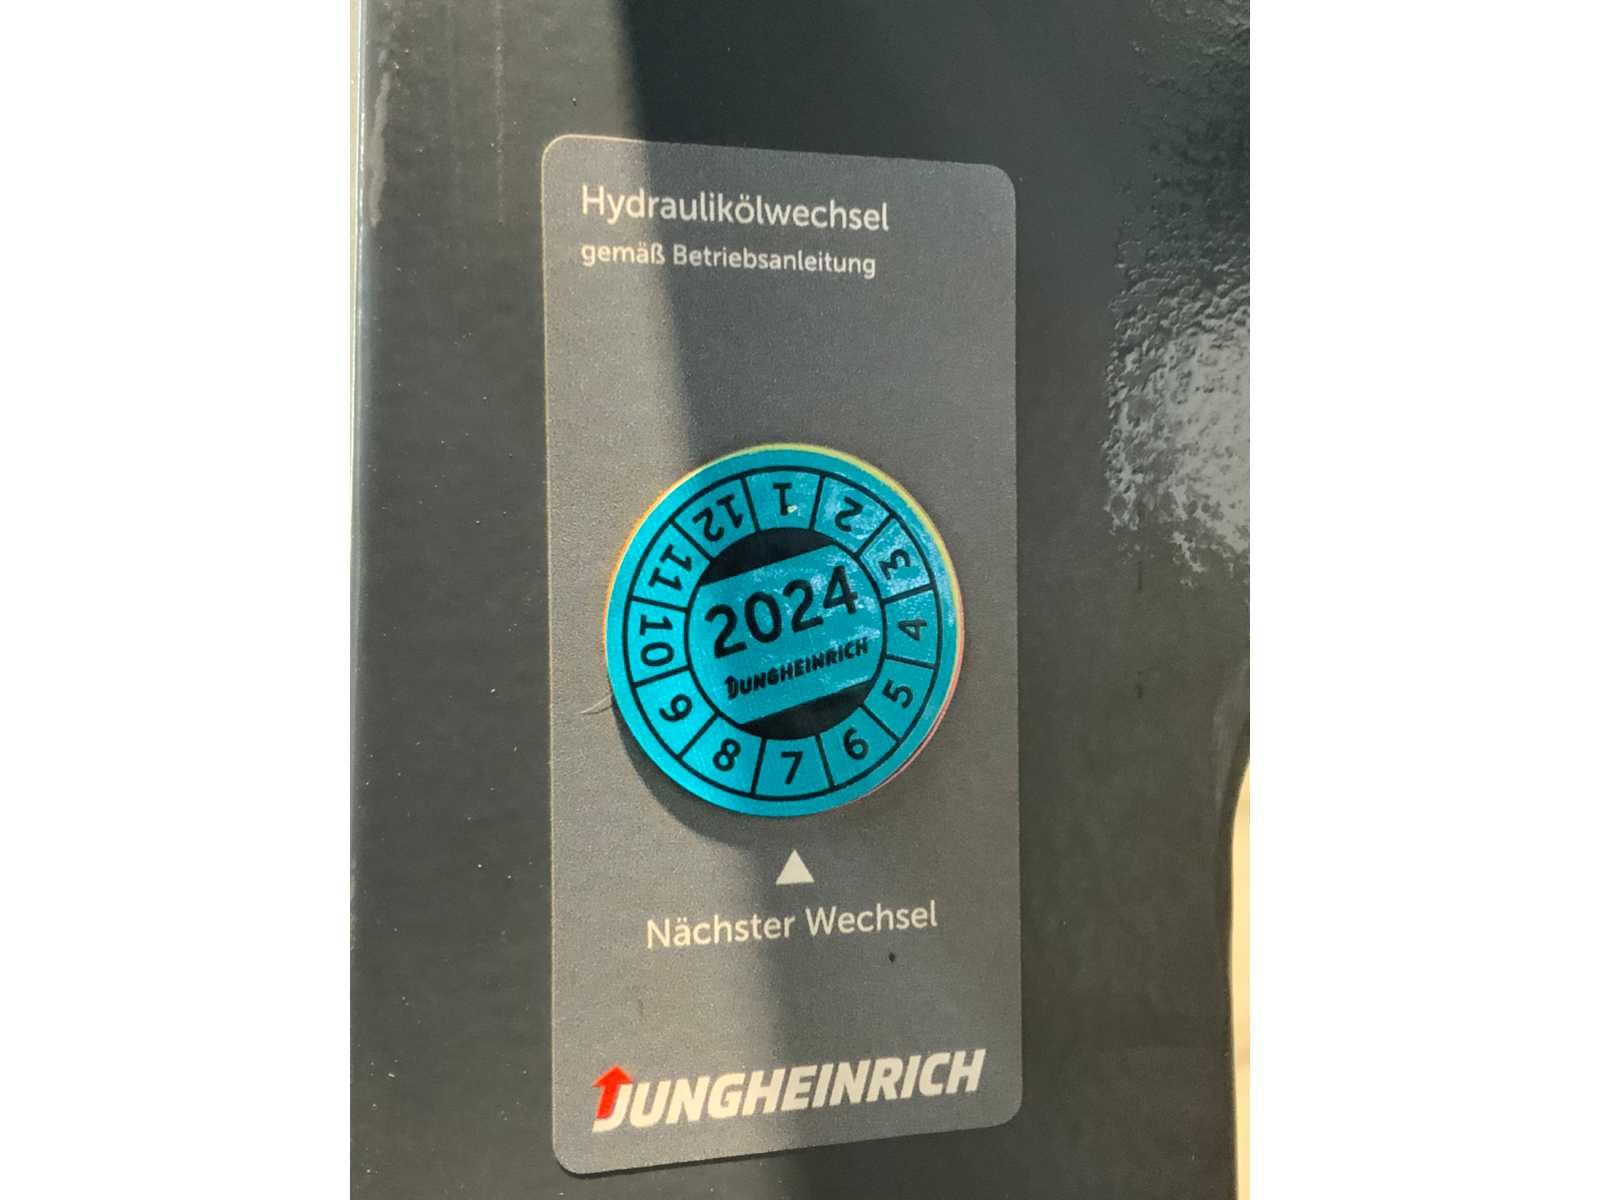 Hydraulikölwechsel
gemäß Betriebsanleitung
1
2
3
4
5
6
7
8
9
10
11
12
2024
JUNGHEINRICH
Nächster Wechsel
JUNGHEINRICH